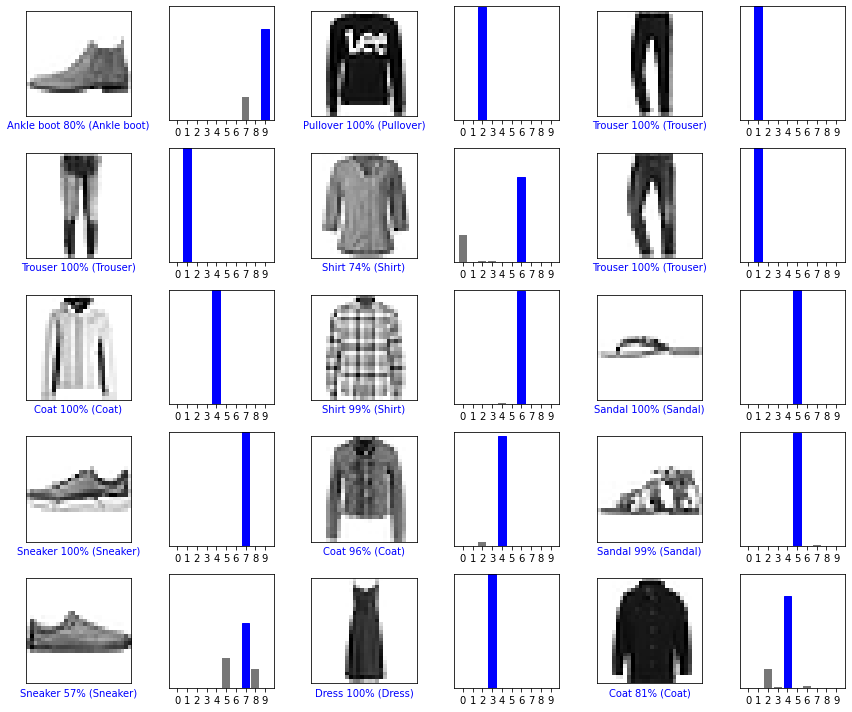 0 1 2 3 4 5 6 7 8 9
Ankle boot 80% (Ankle boot)
Lee
0 1 2 3 4 5 6 7 8 9
Pullover 100% (Pullover)
0 1 2 3 4 5 6 7 8 9
Trouser 100% (Trouser)
0 1 2 3 4 5 6 7 8 9
Trouser 100% (Trouser)
0 1 2 3 4 5 6 7 8 9
Shirt 74% (Shirt)
0 1 2 3 4 5 6 7 8 9
Trouser 100% (Trouser)
0 1 2 3 4 5 6 7 8 9
Coat 100% (Coat)
0 1 2 3 4 5 6 7 8 9
Shirt 99% (Shirt)
0 1 2 3 4 5 6 7 8 9
Sandal 100% (Sandal)
0 1 2 3 4 5 6 7 8 9
Sneaker 100% (Sneaker)
0 1 2 3 4 5 6 7 8 9
Coat 96% (Coat)
0 1 2 3 4 5 6 7 8 9
Sandal 99% (Sandal)
0 1 2 3 4 5 6 7 8 9
Sneaker 57% (Sneaker)
0 1 2 3 4 5 6 7 8 9
Dress 100% (Dress)
0 1 2 3 4 5 6 7 8 9
Coat 81% (Coat)